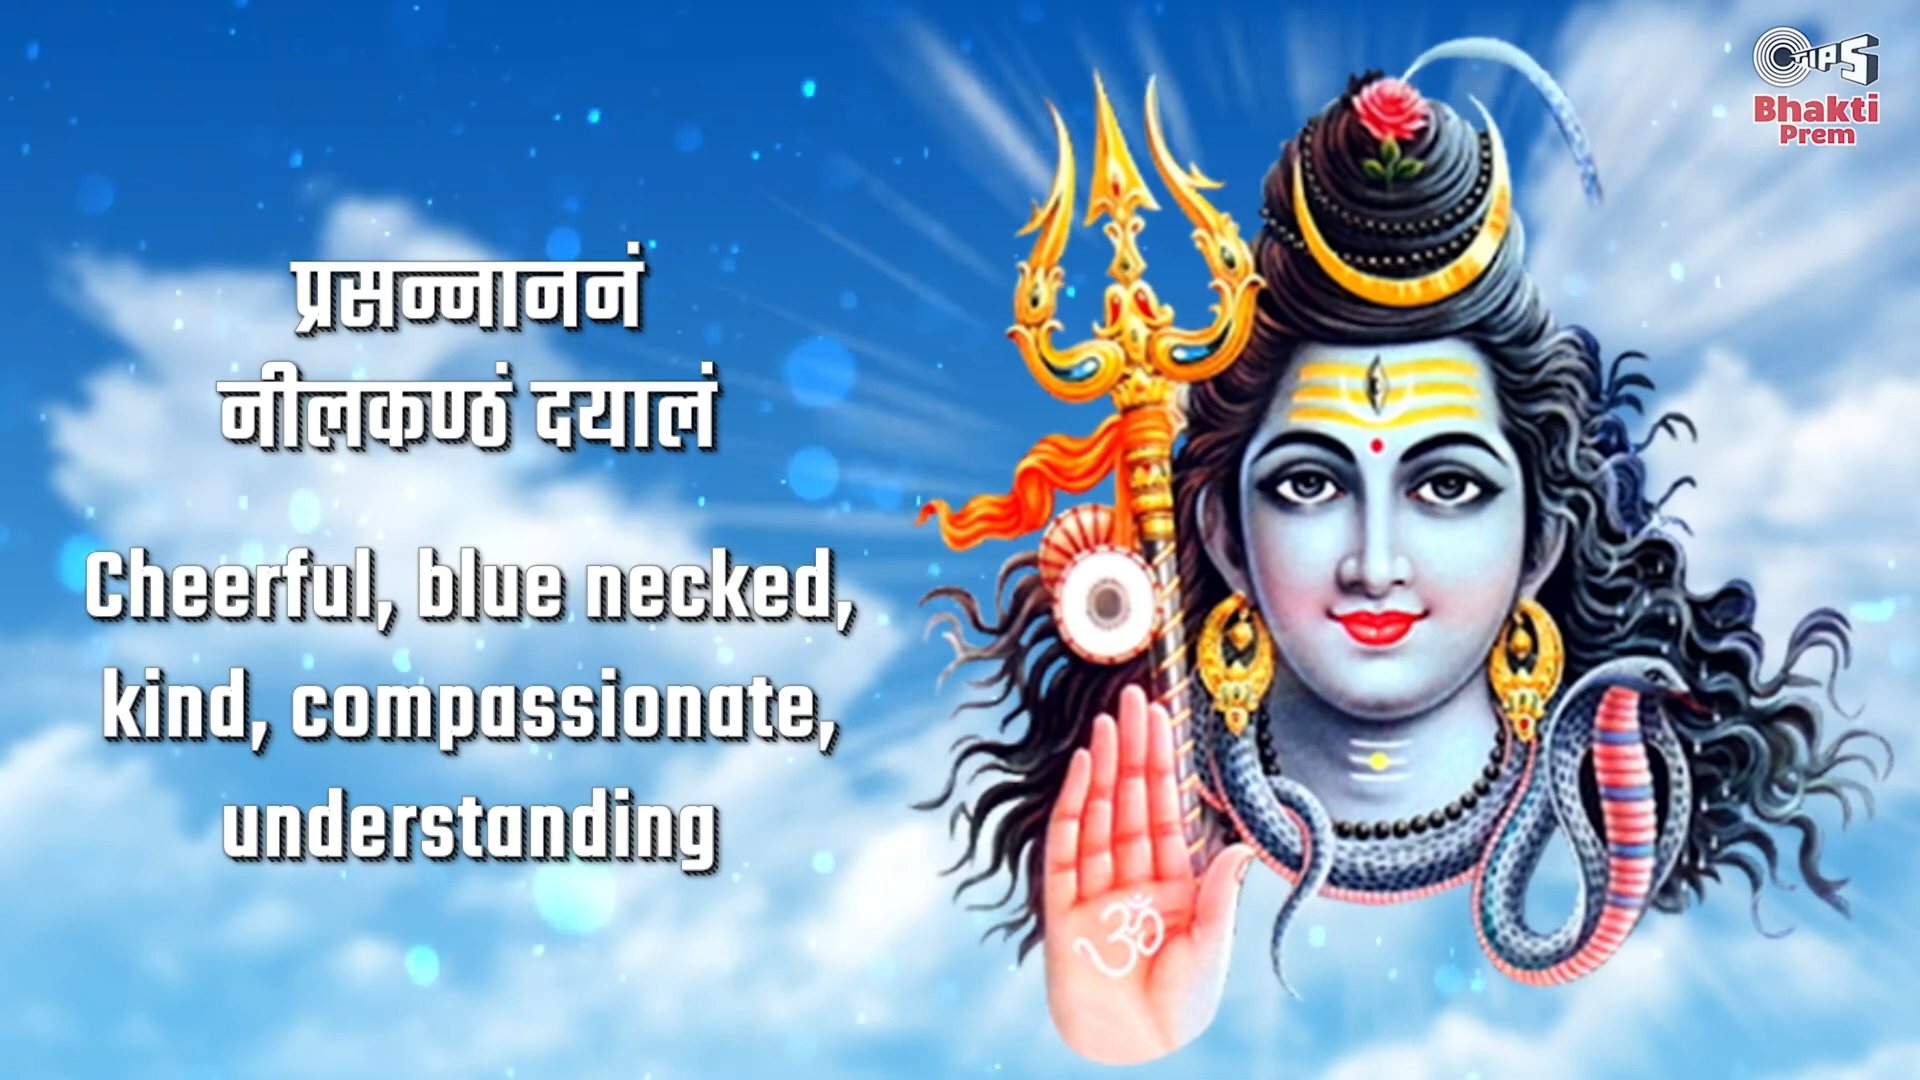 प्रसन्नाननं
नीलकण्ठं दयालं
Cheerful, blue necked,
kind, compassionate,
understanding
TIPS
Bhakti
Prem
ॐ